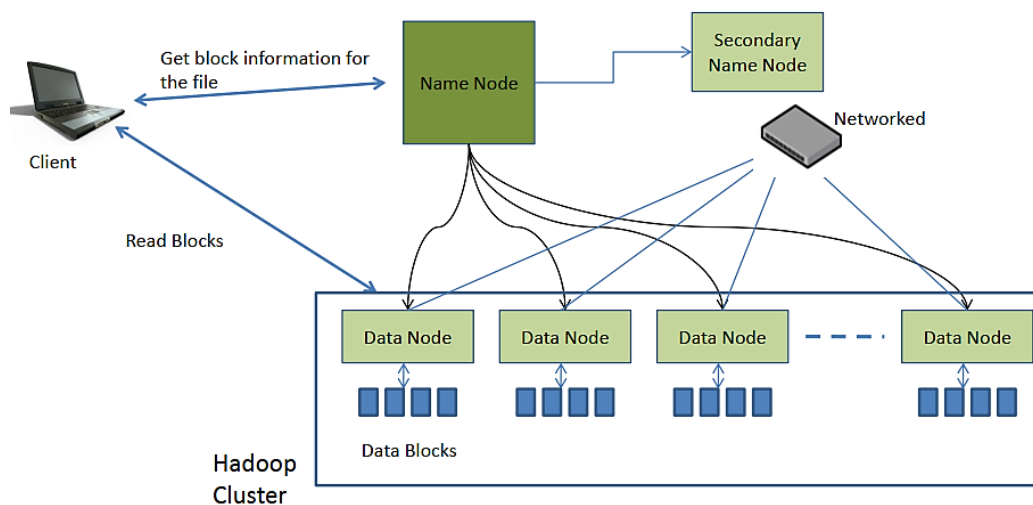 Get block information for
the file
Name Node
Secondary
Name Node
Networked
Client
Read Blocks
Data Node
Data Node
Data Node
Data Node
Data Blocks
Hadoop
Cluster